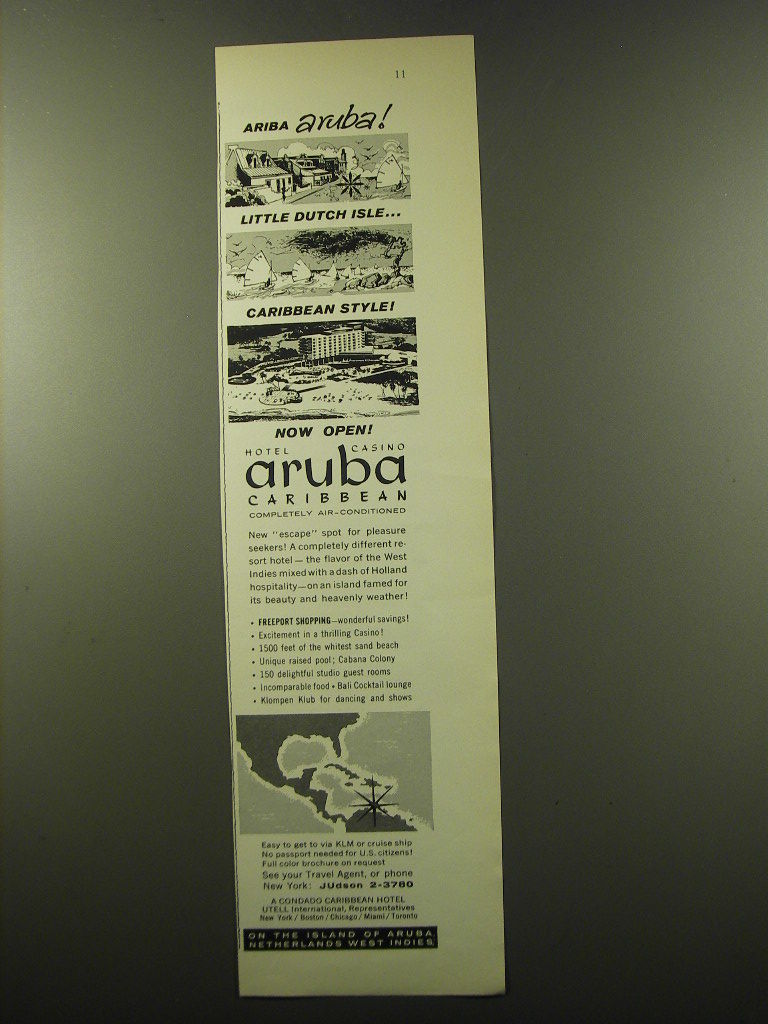 11
ARIBA aruba!
LITTLE DUTCH ISLE...
CARIBBEAN STYLE!
NOW OPEN!
HOTEL CASINO
aruba
CARIBBEAN
COMPLETELY AIR-CONDITIONED
New "escape" spot for pleasure
seekers! A completely different re-
sort hotel—the flavor of the West
Indies mixed with a dash of Holland
hospitality—on an island famed for
its beauty and heavenly weather!
• FREEPORT SHOPPING—wonderful savings!
• Excitement in a thrilling Casino!
• 1500 feet of the whitest sand beach
• Unique raised pool; Cabana Colony
• 150 delightful studio guest rooms
• Incomparable food • Bali Cocktail lounge
• Klompen Klub for dancing and shows
Easy to get to via KLM or cruise ship
No passport needed for U.S. citizens!
Full color brochure on request
See your Travel Agent, or phone
New York: JUdson 2-3780
A CONDADO CARIBBEAN HOTEL
UTELL International, Representatives
New York / Boston / Chicago / Miami / Toronto
ON THE ISLAND OF ARUBA,
NETHERLANDS WEST INDIES